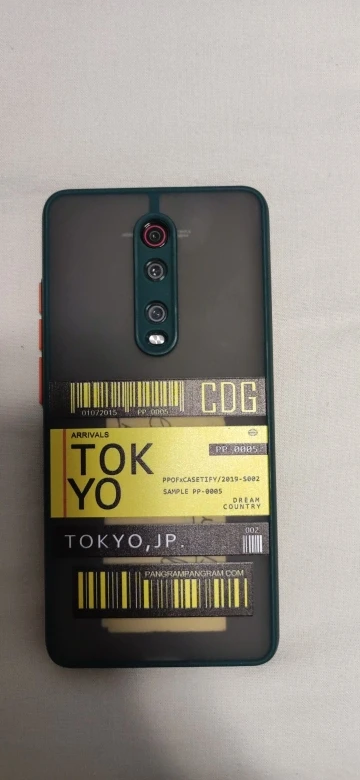 CDG
01072015 PP 0005
ARRIVALS
TOK
YO
PP-0005
PPOFxCASETIFY/2019-S002
SAMPLE PP-0005
DREAM
COUNTRY
002
TOKYO,JP.
PANGRAMPANGRAM.COM